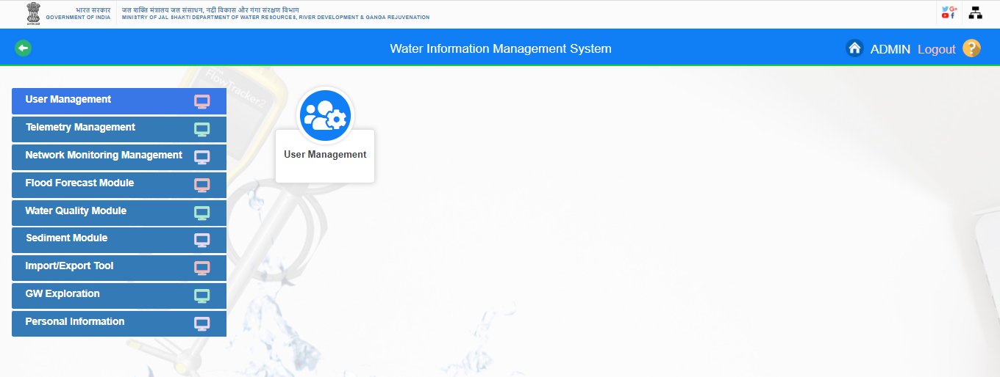 भारत सरकार
GOVERNMENT OF INDIA
जल शक्ति मंत्रालय जल संसाधन, नदी विकास और गंगा संरक्षण विभाग
MINISTRY OF JAL SHAKTI DEPARTMENT OF WATER RESOURCES, RIVER DEVELOPMENT & GANGA REJUVENATION
Water Information Management System
ADMIN Logout ?
FlowTracker2
User Management
Telemetry Management
Network Monitoring Management
Flood Forecast Module
Water Quality Module
Sediment Module
Import/Export Tool
GW Exploration
Personal Information
User Management